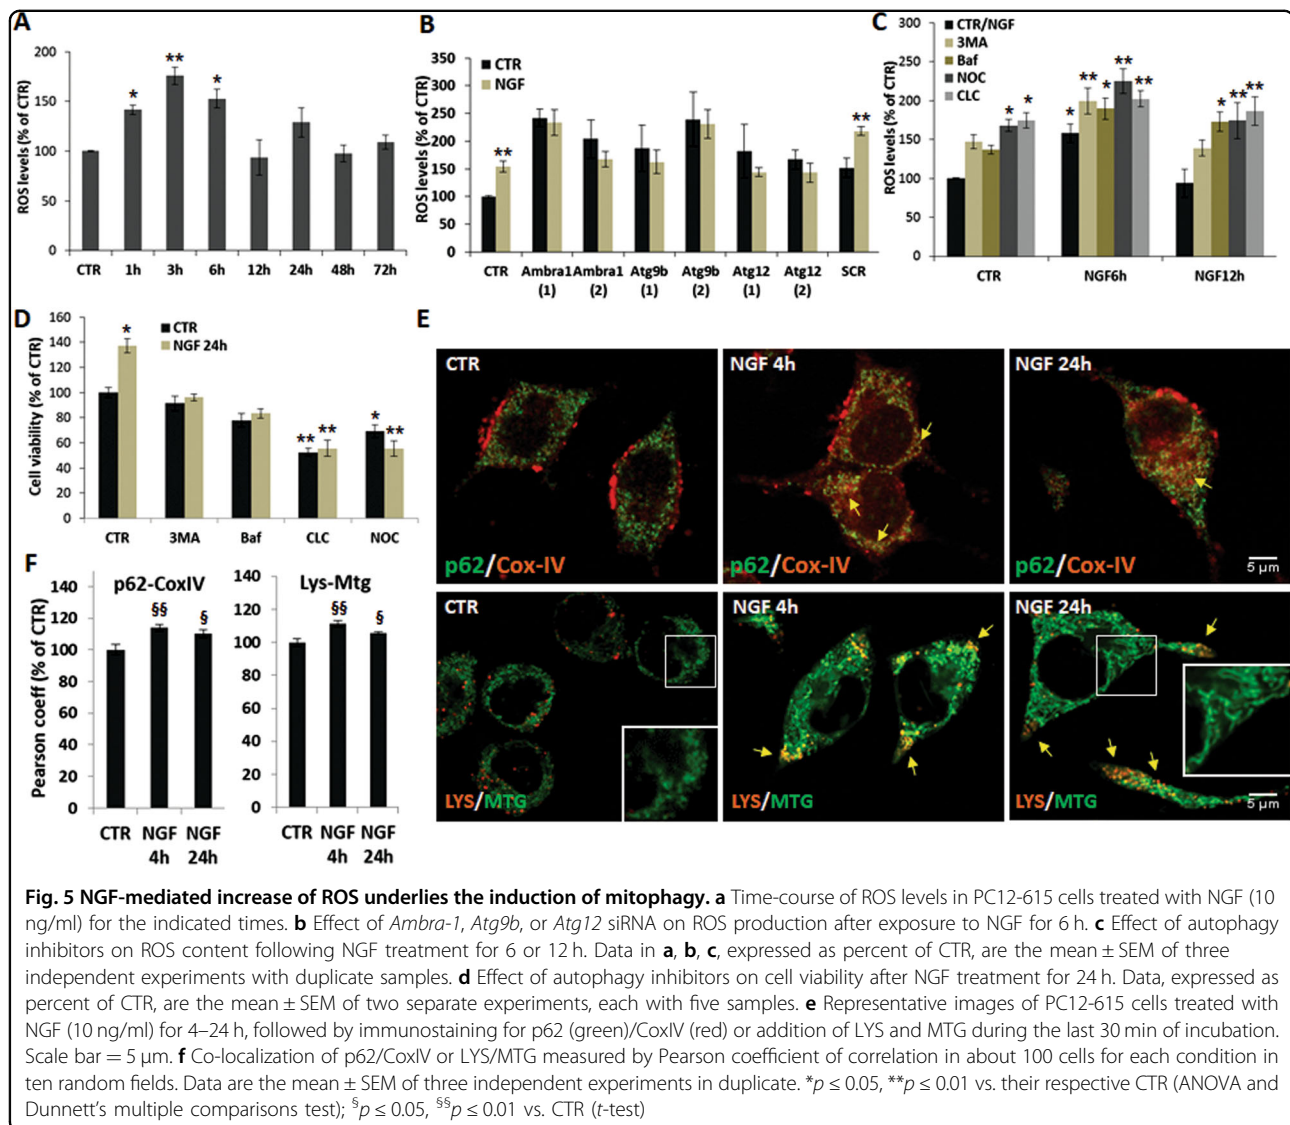 A
ROS levels (% of CTR)
200
150
100
50
0
*
**
*
CTR 1h 3h 6h 12h 24h 48h 72h
B
ROS levels (% of CTR)
350
300
250
200
150
100
50
0
CTR
NGF
**
**
CTR Ambra1 Ambra1 Atg9b Atg9b Atg12 Atg12 SCR
(1) (2) (1) (2) (1) (2)
C
ROS levels (% of CTR)
300
250
200
150
100
50
0
CTR/NGF
3MA
Baf
NOC
CLC
* *
* ** * ** **
* ** **
CTR NGF6h NGF12h
D
Cell viability (% of CTR)
160
140
120
100
80
60
40
20
0
CTR
NGF 24h
*
** **
* **
CTR 3MA Baf CLC NOC
E
CTR
p62/Cox-IV
NGF 4h
p62/Cox-IV
NGF 24h
p62/Cox-IV
5 µm
CTR
LYS/MTG
NGF 4h
LYS/MTG
NGF 24h
LYS/MTG
5 µm
F
Pearson coeff (% of CTR)
p62-CoxIV
140
120
100
80
60
40
20
0
§§
§
CTR NGF NGF
4h 24h
Lys-Mtg
140
120
100
80
60
40
20
0
§§
§
CTR NGF NGF
4h 24h
Fig. 5 NGF-mediated increase of ROS underlies the induction of mitophagy. a Time-course of ROS levels in PC12-615 cells treated with NGF (10
ng/ml) for the indicated times. b Effect of Ambra-1, Atg9b, or Atg12 siRNA on ROS production after exposure to NGF for 6 h. c Effect of autophagy
inhibitors on ROS content following NGF treatment for 6 or 12 h. Data in a, b, c, expressed as percent of CTR, are the mean ± SEM of three
independent experiments with duplicate samples. d Effect of autophagy inhibitors on cell viability after NGF treatment for 24 h. Data, expressed as
percent of CTR, are the mean ± SEM of two separate experiments, each with five samples. e Representative images of PC12-615 cells treated with
NGF (10 ng/ml) for 4–24 h, followed by immunostaining for p62 (green)/CoxIV (red) or addition of LYS and MTG during the last 30 min of incubation.
Scale bar = 5 µm. f Co-localization of p62/CoxIV or LYS/MTG measured by Pearson coefficient of correlation in about 100 cells for each condition in
ten random fields. Data are the mean ± SEM of three independent experiments in duplicate. *p ≤ 0.05, **p ≤ 0.01 vs. their respective CTR (ANOVA and
Dunnett's multiple comparisons test); §p ≤ 0.05, §§p ≤ 0.01 vs. CTR (t-test)